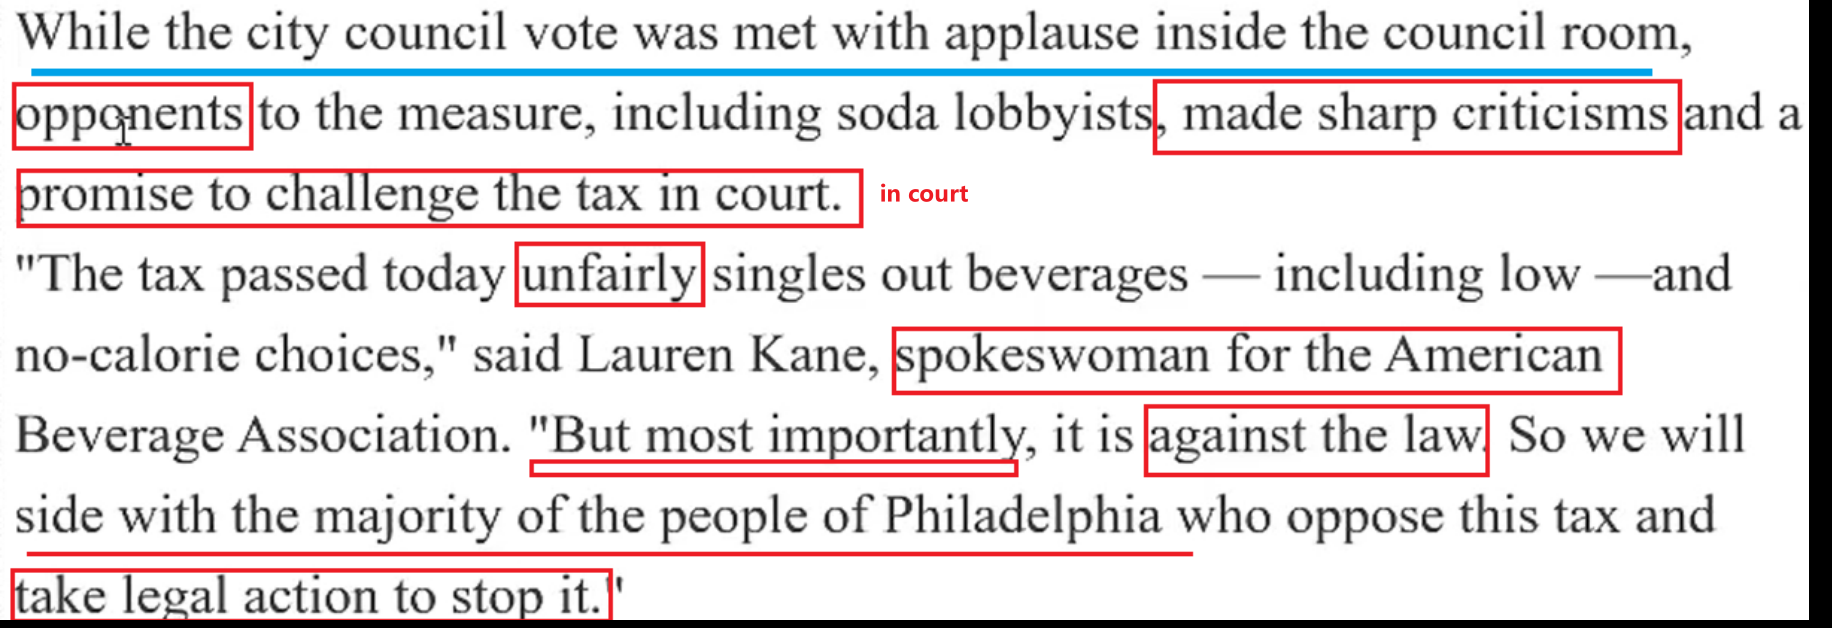 While the city council vote was met with applause inside the council room,
opponents to the measure, including soda lobbyists, made sharp criticisms and a
promise to challenge the tax in court. in court
"The tax passed today unfairly singles out beverages — including low —and
no-calorie choices," said Lauren Kane, spokeswoman for the American
Beverage Association. "But most importantly, it is against the law. So we will
side with the majority of the people of Philadelphia who oppose this tax and
take legal action to stop it."